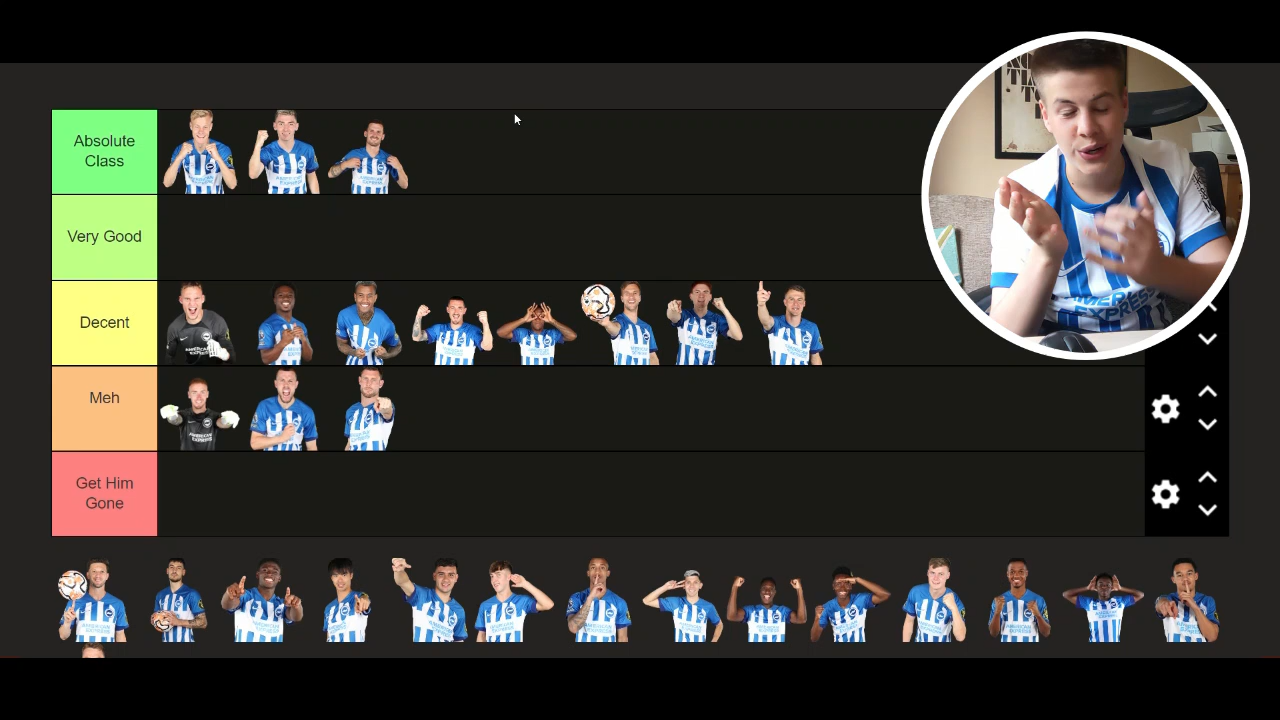 Absolute
Class
Very Good
Decent
Meh
Get Him
Gone